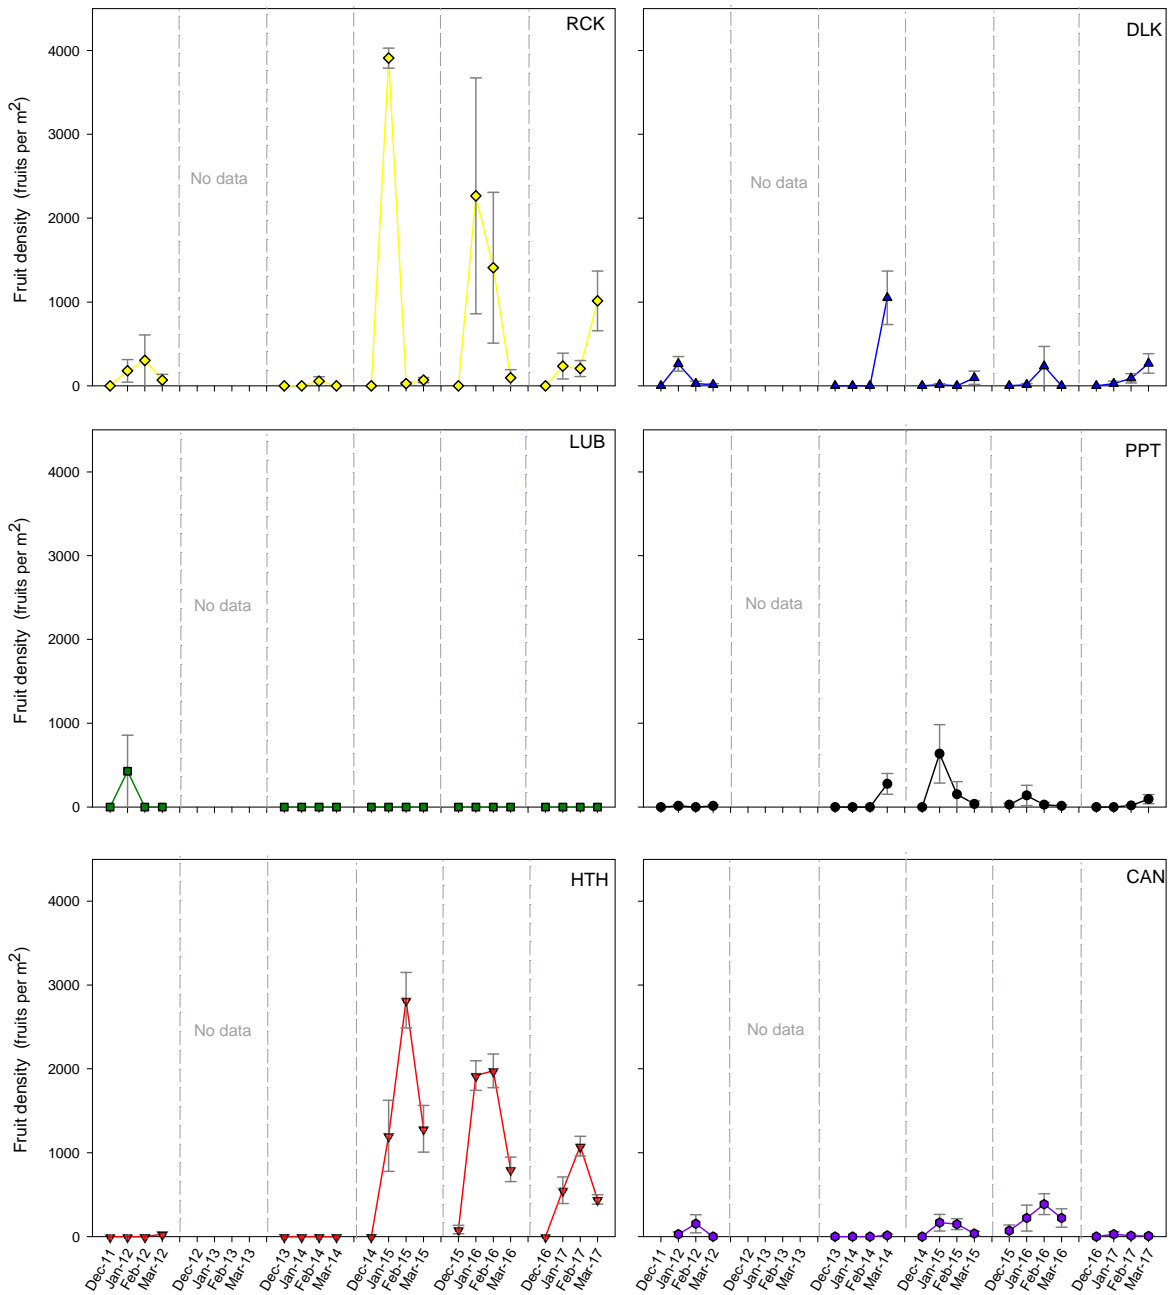 RCK
4000
3000
2000
1000
0
Fruit density (fruits per m2)
No data
DLK
No data
LUB
4000
3000
2000
1000
0
Fruit density (fruits per m2)
No data
PPT
No data
HTH
4000
3000
2000
1000
0
Fruit density (fruits per m2)
No data
CAN
No data
Dec-11
Jan-12
Feb-12
Mar-12
Dec-12
Jan-13
Feb-13
Mar-13
Dec-13
Jan-14
Feb-14
Mar-14
Dec-14
Jan-15
Feb-15
Mar-15
Dec-15
Jan-16
Feb-16
Mar-16
Dec-16
Jan-17
Feb-17
Mar-17
Dec-11
Jan-12
Feb-12
Mar-12
Dec-12
Jan-13
Feb-13
Mar-13
Dec-13
Jan-14
Feb-14
Mar-14
Dec-14
Jan-15
Feb-15
Mar-15
Dec-15
Jan-16
Feb-16
Mar-16
Dec-16
Jan-17
Feb-17
Mar-17